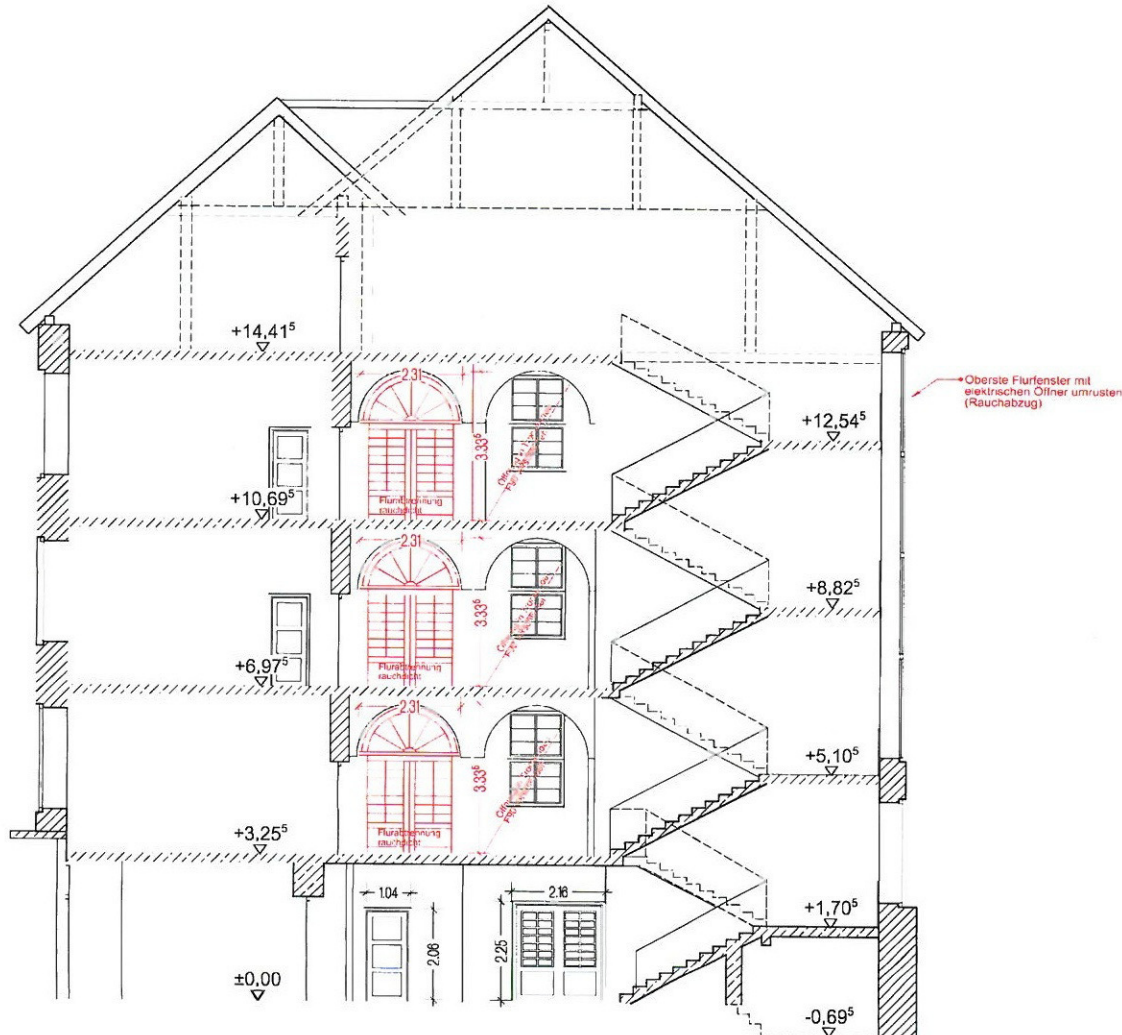 +14,41⁵
2.31
Oberste Flurfenster mit
elektrischen Öffner umrusten
(Rauchabzug)
+12,54⁵
3.33⁵
Flurabtrennung
rauchdicht
+10,69⁵
2.31
+8,82⁵
3.33⁵
Flurabtrennung
rauchdicht
+6,97⁵
2.31
+5,10⁵
3.33⁵
Flurabtrennung
rauchdicht
+3,25⁵
1.04
2.16
+1,70⁵
2.06
2.25
±0,00
-0,69⁵